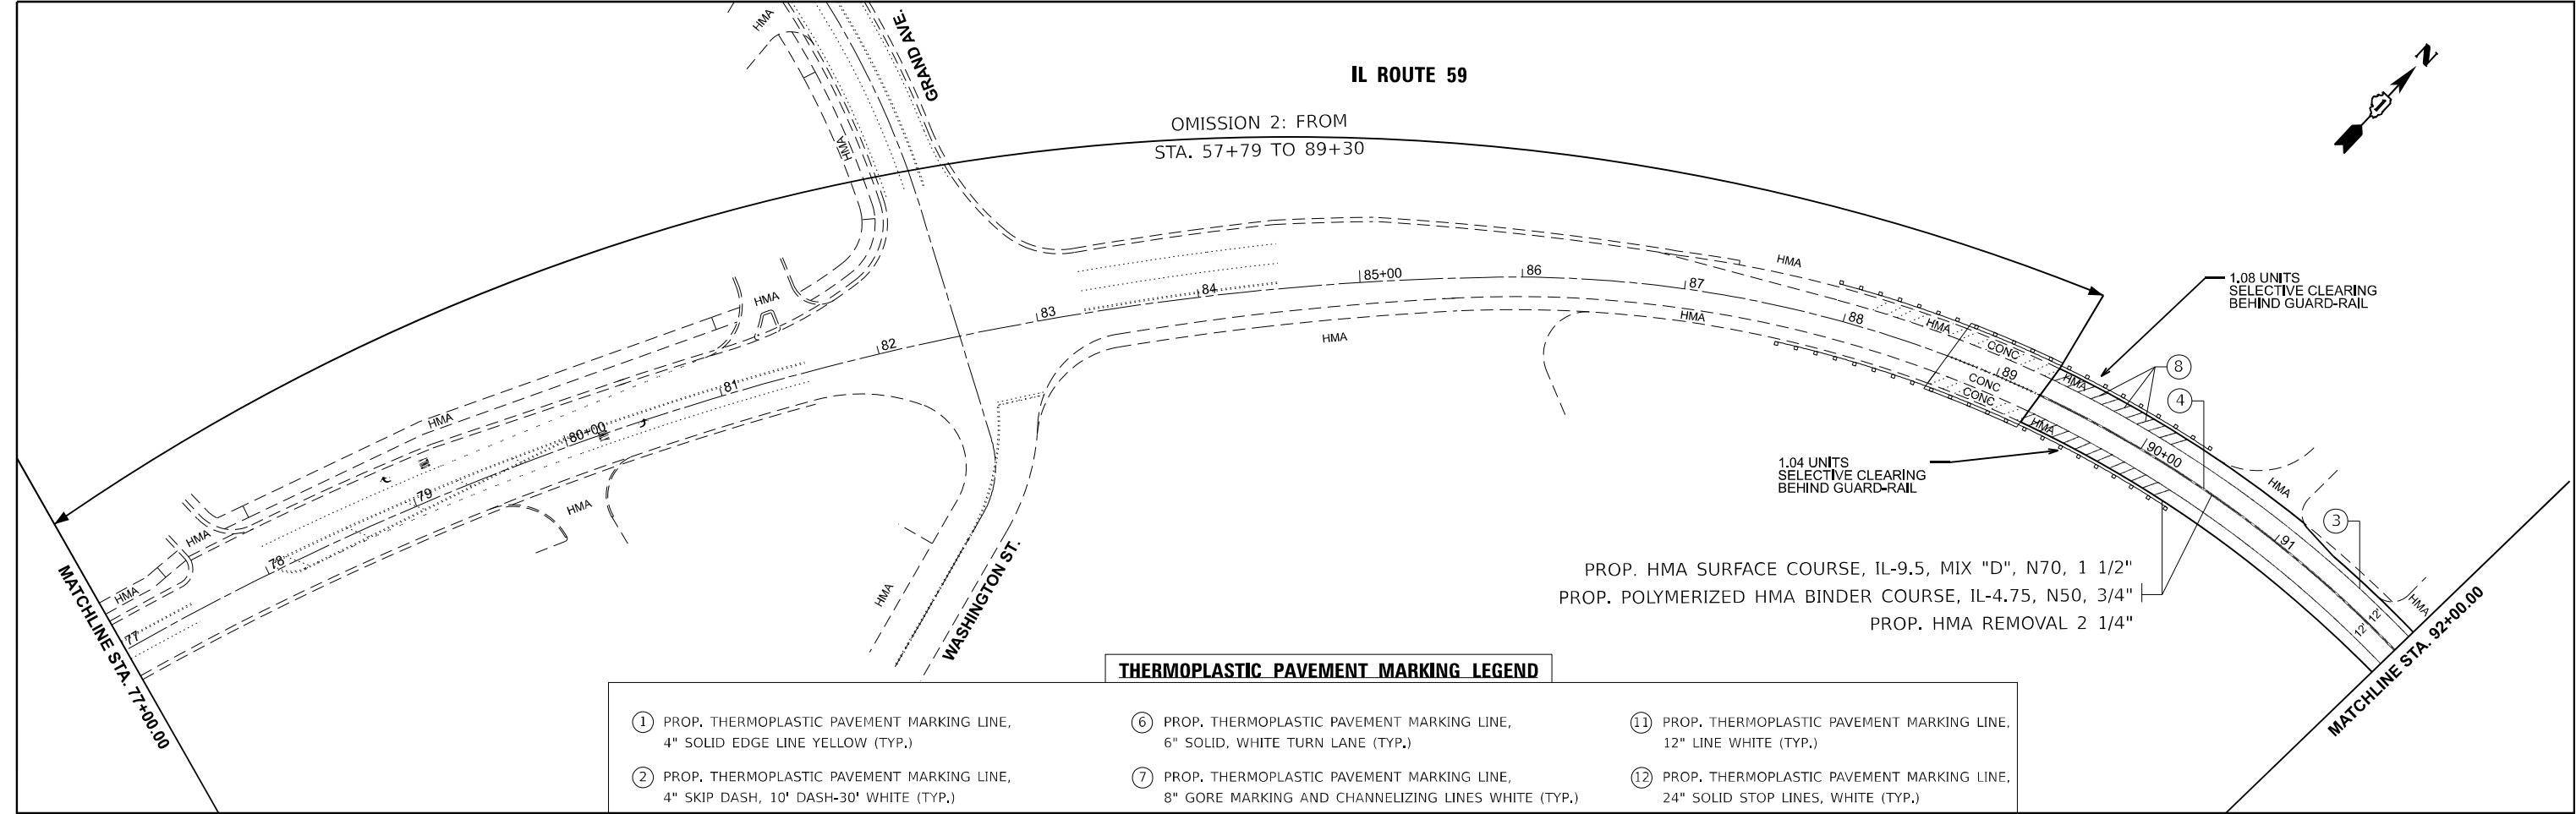 IL ROUTE 59
N
GRAND AVE.
HMA
HMA
OMISSION 2: FROM
STA. 57+79 TO 89+30
HMA
HMA
HMA
HMA
HMA
77
78
79
80+00
81
82
83
84
85+00
86
87
88
89
90+00
91
HMA
HMA
HMA
HMA
HMA
HMA
CONC
CONC
CONC
HMA
HMA
HMA
HMA
1.08 UNITS
SELECTIVE CLEARING
BEHIND GUARD-RAIL
8
4
3
1.04 UNITS
SELECTIVE CLEARING
BEHIND GUARD-RAIL
12' 12'
PROP. HMA SURFACE COURSE, IL-9.5, MIX "D", N70, 1 1/2"
PROP. POLYMERIZED HMA BINDER COURSE, IL-4.75, N50, 3/4"
PROP. HMA REMOVAL 2 1/4"
WASHINGTON ST.
MATCHLINE STA. 77+00.00
MATCHLINE STA. 92+00.00
THERMOPLASTIC PAVEMENT MARKING LEGEND
1 PROP. THERMOPLASTIC PAVEMENT MARKING LINE,
4" SOLID EDGE LINE YELLOW (TYP.)
2 PROP. THERMOPLASTIC PAVEMENT MARKING LINE,
4" SKIP DASH, 10' DASH-30' WHITE (TYP.)
6 PROP. THERMOPLASTIC PAVEMENT MARKING LINE,
6" SOLID, WHITE TURN LANE (TYP.)
7 PROP. THERMOPLASTIC PAVEMENT MARKING LINE,
8" GORE MARKING AND CHANNELIZING LINES WHITE (TYP.)
11 PROP. THERMOPLASTIC PAVEMENT MARKING LINE,
12" LINE WHITE (TYP.)
12 PROP. THERMOPLASTIC PAVEMENT MARKING LINE,
24" SOLID STOP LINES, WHITE (TYP.)